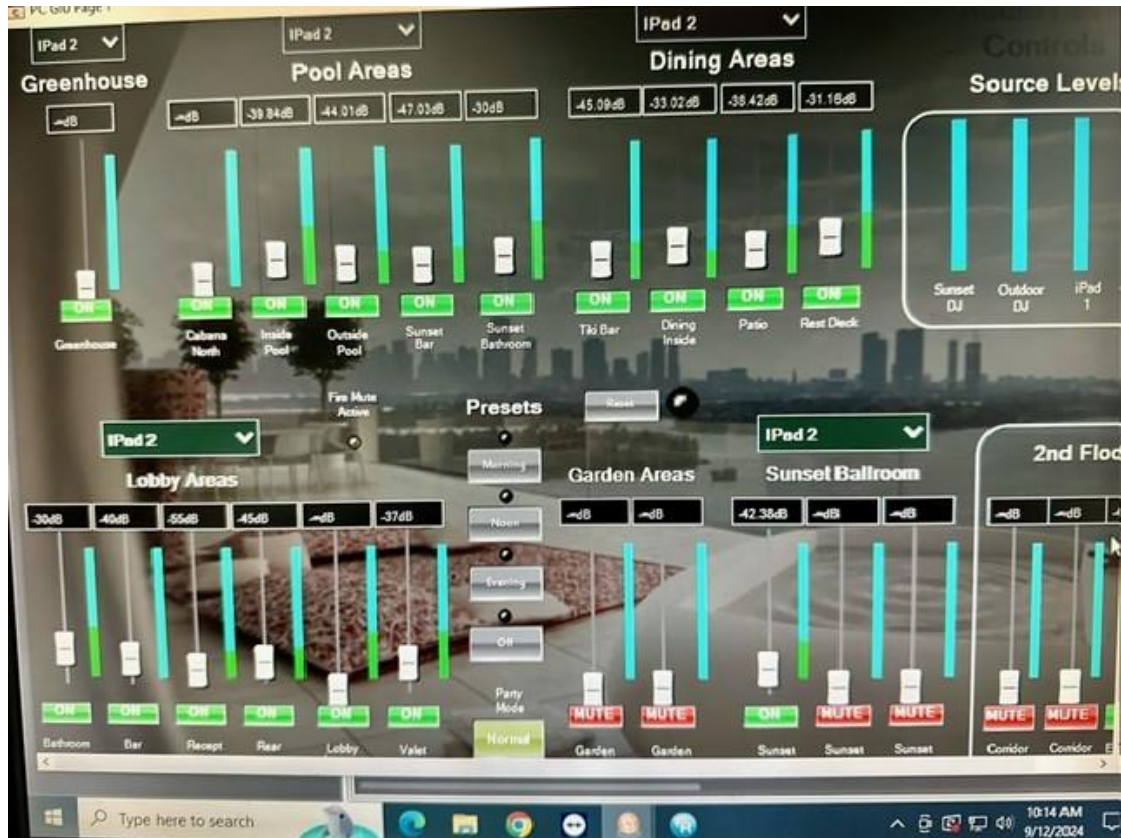 PC GUI Page 1
IPad 2
IPad 2
IPad 2
Controls
Greenhouse
Pool Areas
Dining Areas
Source Levels
-∞dB
-∞dB
-39.84dB
-44.01dB
-47.03dB
-30dB
-45.09dB
-33.02dB
-38.42dB
-31.16dB
ON
ON
ON
ON
ON
ON
ON
ON
ON
ON
Greenhouse
Cabana
North
Inside
Pool
Outside
Pool
Sunset
Bar
Sunset
Bathroom
Tiki Bar
Dining
Inside
Patio
Rest Deck
Sunset
DJ
Outdoor
DJ
iPad
1
Fire Mute
Active
Presets
Reset
IPad 2
IPad 2
Lobby Areas
Morning
Garden Areas
Sunset Ballroom
2nd Floo
-30dB
-40dB
-55dB
-45dB
-∞dB
-37dB
Noon
-∞dB
-∞dB
-42.38dB
-∞dB
-∞dB
-∞dB
-∞dB
Evening
Off
Party
Mode
Normal
ON
ON
ON
ON
ON
ON
MUTE
MUTE
ON
MUTE
MUTE
MUTE
MUTE
Bathroom
Bar
Recept
Rear
Lobby
Valet
Garden
Garden
Sunset
Sunset
Sunset
Corridor
Corridor
Type here to search
10:14 AM
9/12/2024